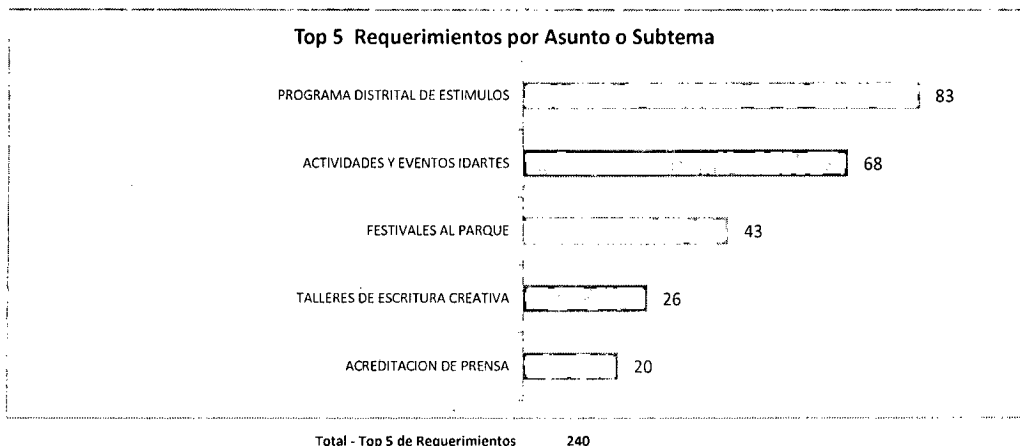 Top 5 Requerimientos por Asunto o Subtema
PROGRAMA DISTRITAL DE ESTIMULOS 83
ACTIVIDADES Y EVENTOS IDARTES 68
FESTIVALES AL PARQUE 43
TALLERES DE ESCRITURA CREATIVA 26
ACREDITACION DE PRENSA 20
Total - Top 5 de Requerimientos 240